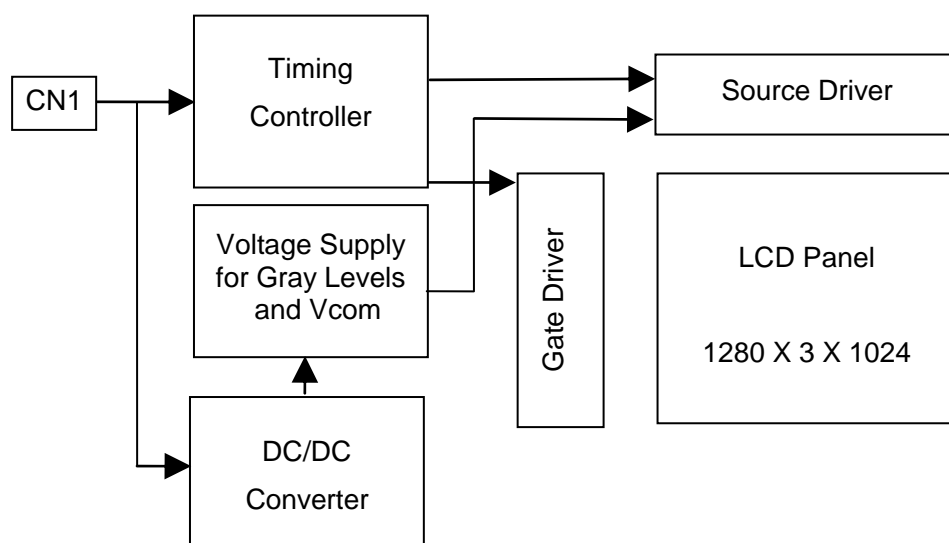 CN1
Timing
Controller
Source Driver
Voltage Supply
for Gray Levels
and Vcom
Gate Driver
LCD Panel
1280 X 3 X 1024
DC/DC
Converter